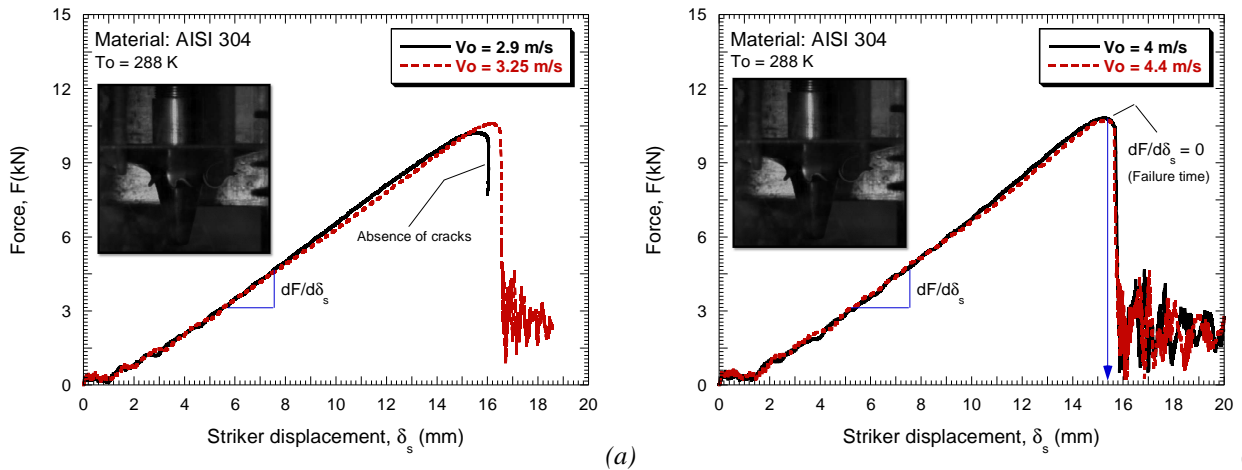 15
12
9
6
3
0
Force, F(kN)
Material: AISI 304
To = 288 K
Vo = 2.9 m/s
Vo = 3.25 m/s
Absence of cracks
dF/dδs
0 2 4 6 8 10 12 14 16 18 20
Striker displacement, δs (mm)
(a)
15
12
9
6
3
0
Force, F(kN)
Material: AISI 304
To = 288 K
Vo = 4 m/s
Vo = 4.4 m/s
dF/dδs = 0
(Failure time)
dF/dδs
0 2 4 6 8 10 12 14 16 18 20
Striker displacement, δs (mm)